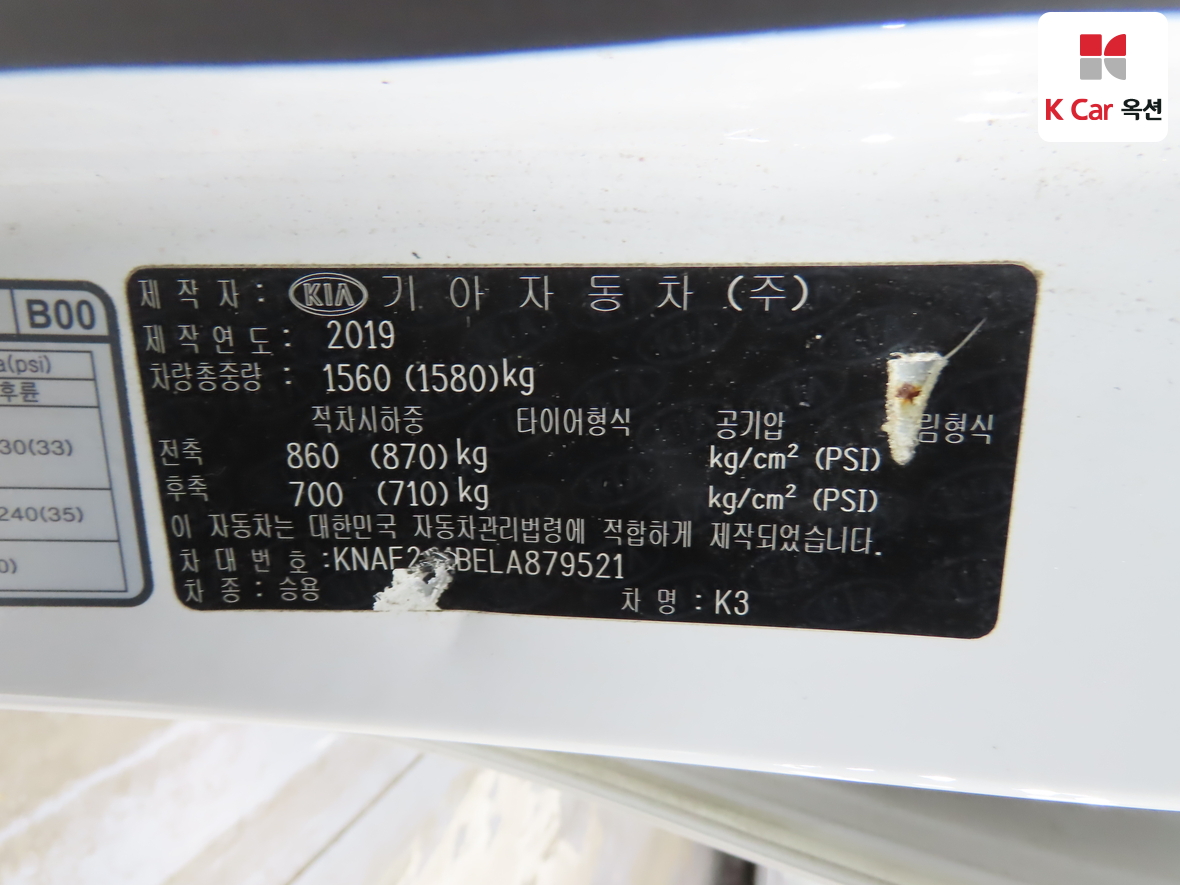 K Car 옥션
B00
a(psi)
후륜
30(33)
240(35)
0)
제 작 자 : KIA 기 아 자 동 차 (주)
제 작 연 도 : 2019
차량총중량 : 1560 (1580)kg
적차시하중 타이어형식 공기압 림형식
전축 860 (870) kg kg/cm² (PSI)
후축 700 (710) kg kg/cm² (PSI)
이 자동차는 대한민국 자동차관리법령에 적합하게 제작되었습니다.
차 대 번 호 :
차 종 : 승용 차 명 : K3